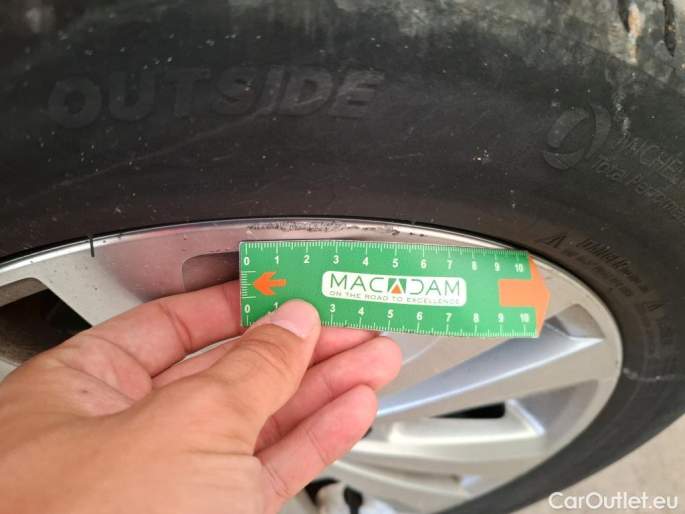 OUTSIDE
0 1 2 3 4 5 6 7 8 9 10
MACADAM
ON THE ROAD TO EXCELLENCE
0 1 3 4 5 6 7 8 9 10
CarOutlet.eu